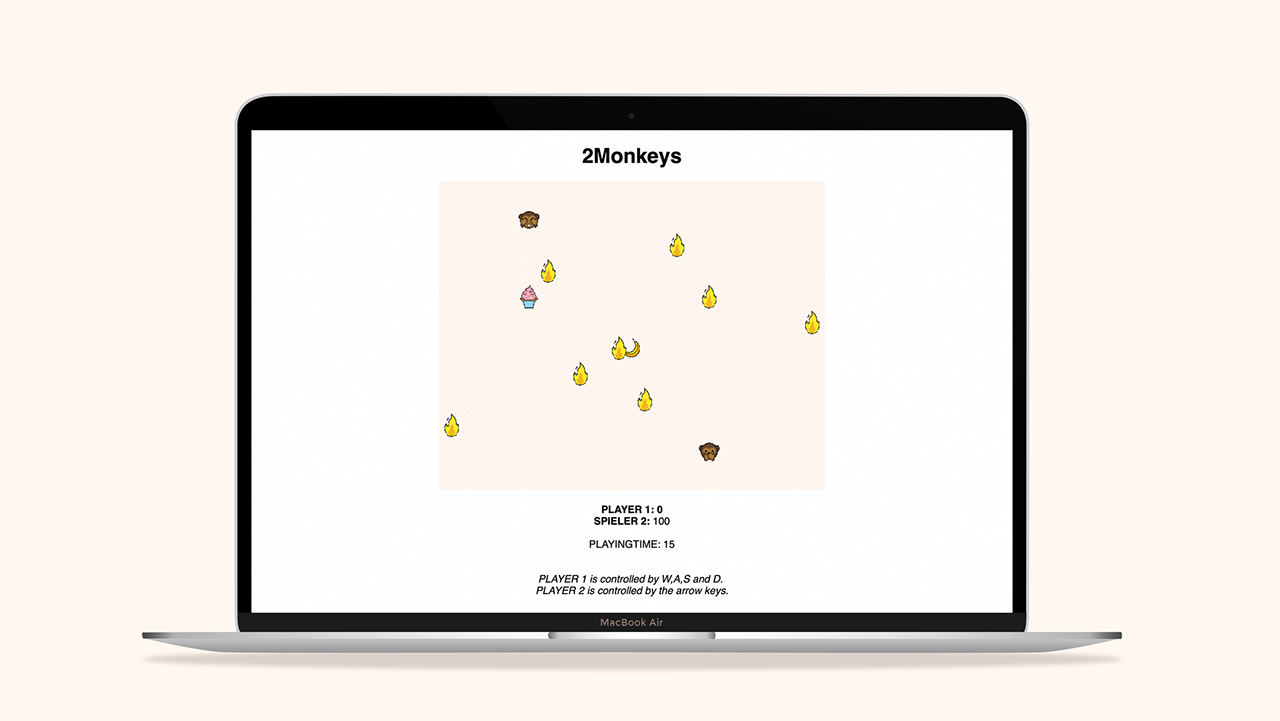 2Monkeys
PLAYER 1: 0
SPIELER 2: 100
PLAYINGTIME: 15
PLAYER 1 is controlled by W,A,S and D.
PLAYER 2 is controlled by the arrow keys.
MacBook Air